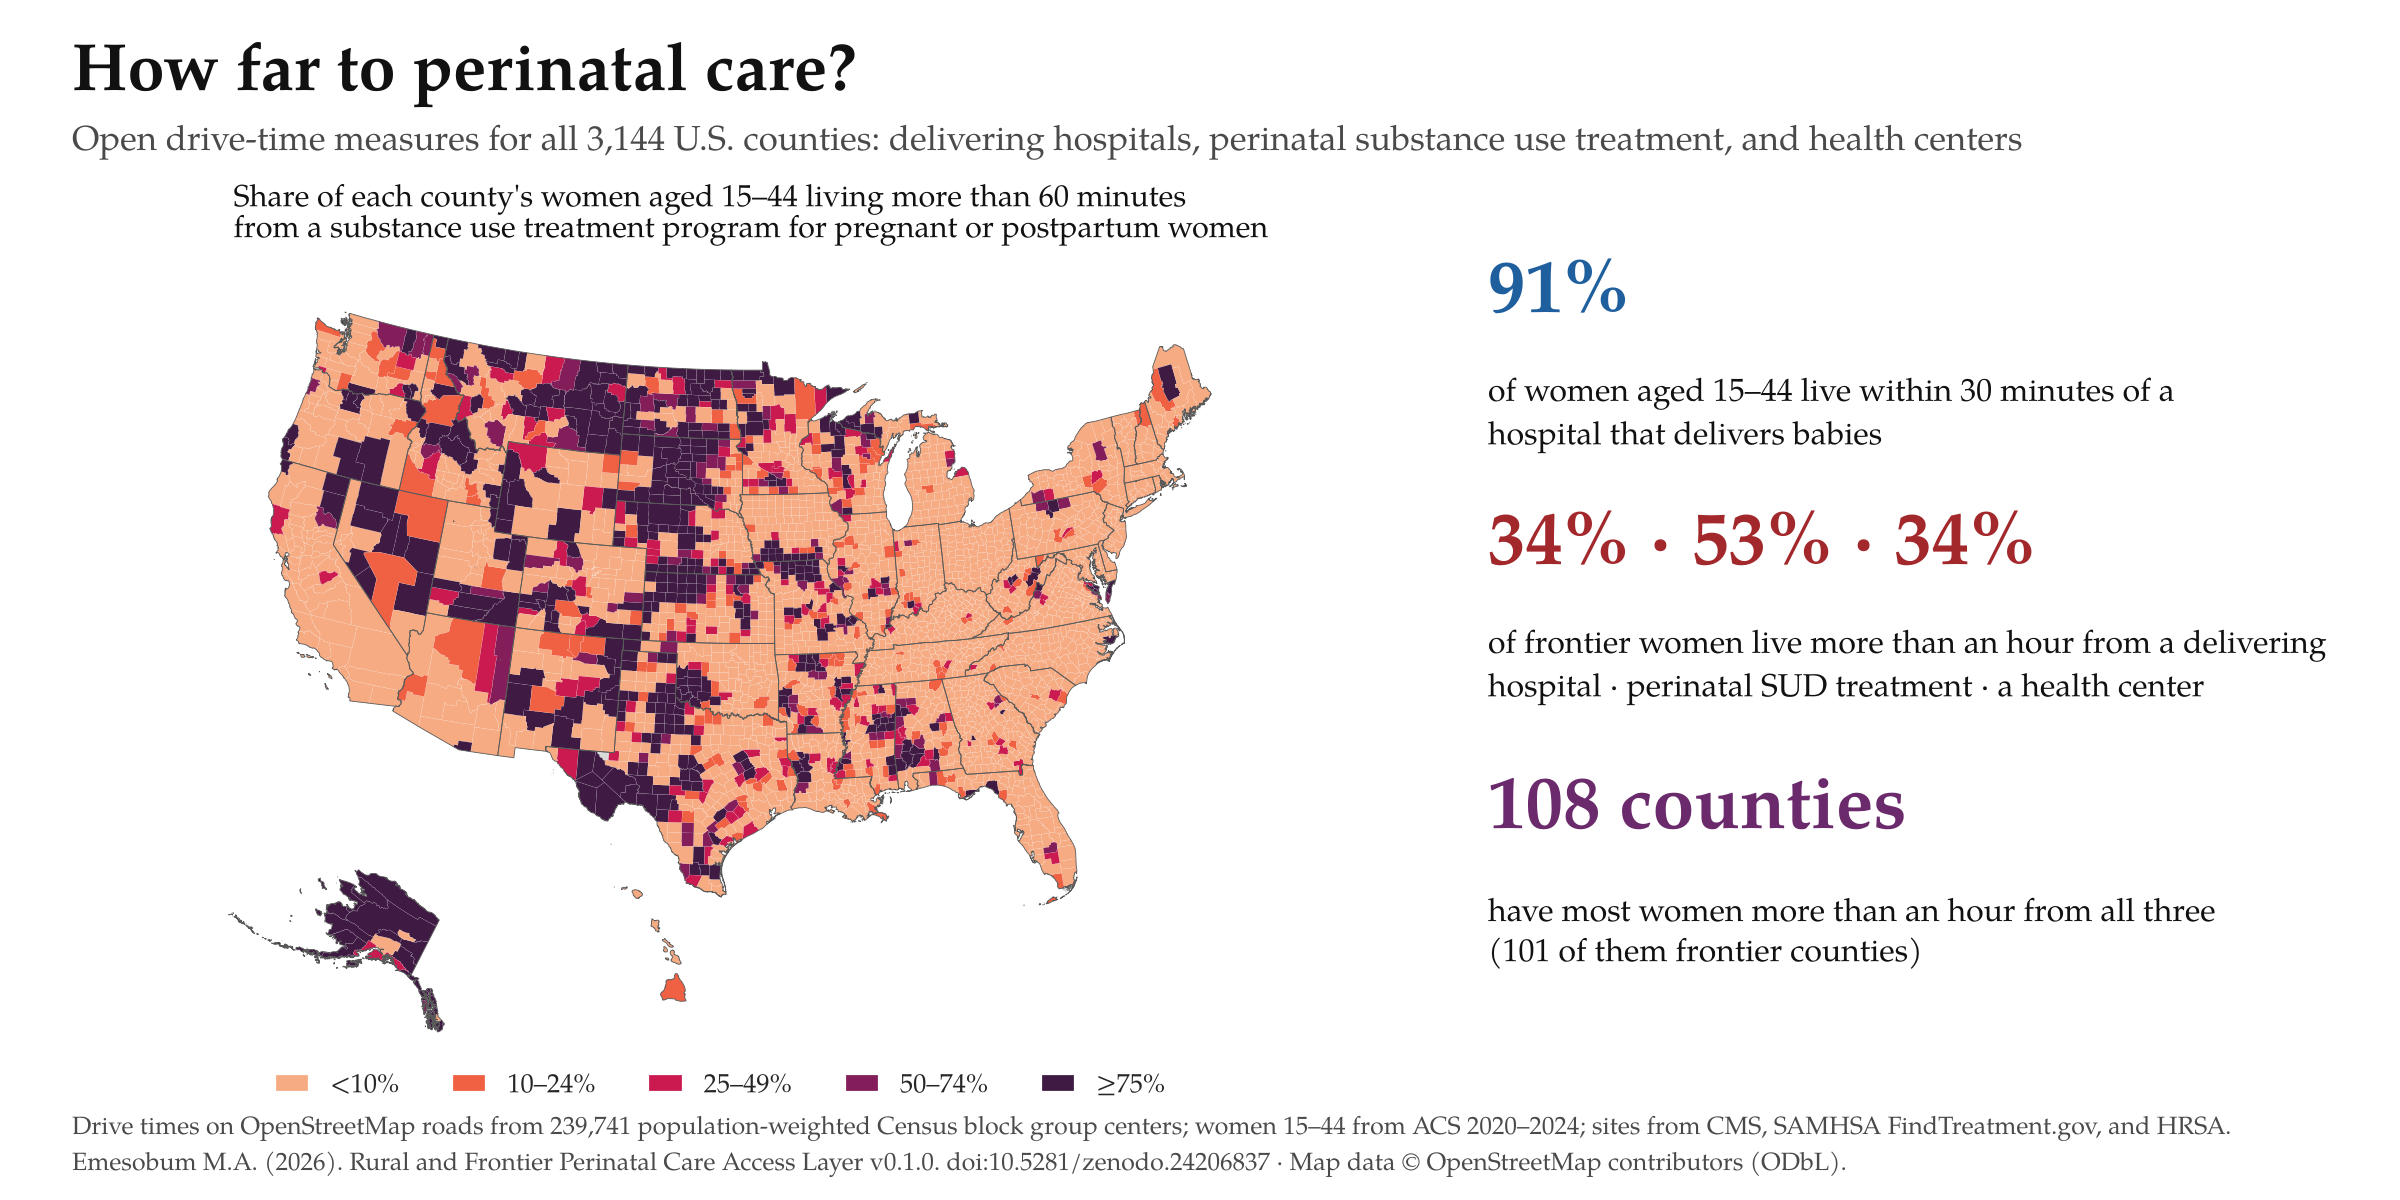 How far to perinatal care?
Open drive-time measures for all 3,144 U.S. counties: delivering hospitals, perinatal substance use treatment, and health centers
Share of each county's women aged 15–44 living more than 60 minutes
from a substance use treatment program for pregnant or postpartum women
91%
of women aged 15–44 live within 30 minutes of a
hospital that delivers babies
34% · 53% · 34%
of frontier women live more than an hour from a delivering
hospital · perinatal SUD treatment · a health center
108 counties
have most women more than an hour from all three
(101 of them frontier counties)
<10% 10–24% 25–49% 50–74% ≥75%
Drive times on OpenStreetMap roads from 239,741 population-weighted Census block group centers; women 15–44 from ACS 2020–2024; sites from CMS, SAMHSA FindTreatment.gov, and HRSA.
Emesobum M.A. (2026). Rural and Frontier Perinatal Care Access Layer v0.1.0. doi:10.5281/zenodo.24206837 · Map data © OpenStreetMap contributors (ODbL).